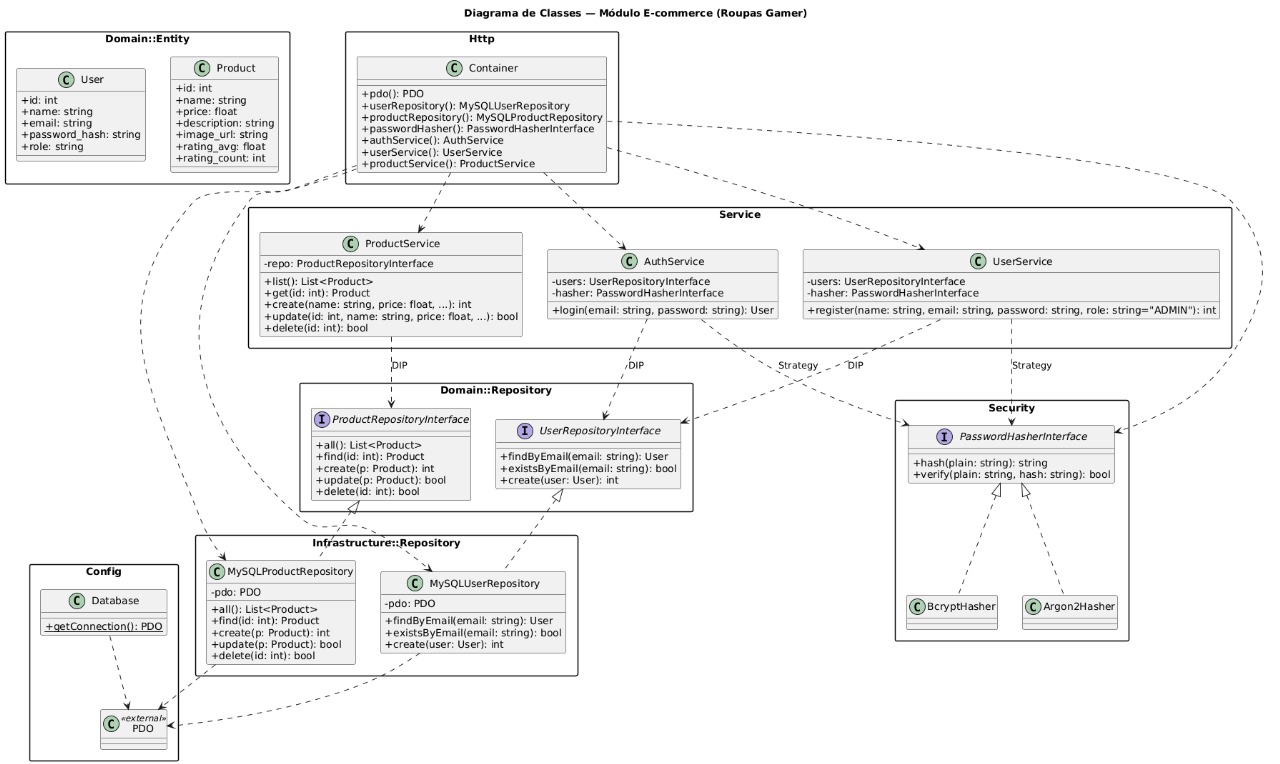 Diagrama de Classes — Módulo E-commerce (Roupas Gamer)
Domain::Entity
C User
+id: int
+name: string
+email: string
+password_hash: string
+role: string
C Product
+id: int
+name: string
+price: float
+description: string
+image_url: string
+rating_avg: float
+rating_count: int
Http
C Container
+pdo(): PDO
+userRepository(): MySQLUserRepository
+productRepository(): MySQLProductRepository
+passwordHasher(): PasswordHasherInterface
+authService(): AuthService
+userService(): UserService
+productService(): ProductService
Service
C ProductService
-repo: ProductRepositoryInterface
+list(): List<Product>
+get(id: int): Product
+create(name: string, price: float, ...): int
+update(id: int, name: string, price: float, ...): bool
+delete(id: int): bool
C AuthService
-users: UserRepositoryInterface
-hasher: PasswordHasherInterface
+login(email: string, password: string): User
C UserService
-users: UserRepositoryInterface
-hasher: PasswordHasherInterface
+register(name: string, email: string, password: string, role: string="ADMIN"): int
DIP
DIP
Strategy
DIP
Strategy
Domain::Repository
I ProductRepositoryInterface
+all(): List<Product>
+find(id: int): Product
+create(p: Product): int
+update(p: Product): bool
+delete(id: int): bool
I UserRepositoryInterface
+findByEmail(email: string): User
+existsByEmail(email: string): bool
+create(user: User): int
Security
I PasswordHasherInterface
+hash(plain: string): string
+verify(plain: string, hash: string): bool
C BcryptHasher
C Argon2Hasher
Infrastructure::Repository
C MySQLProductRepository
-pdo: PDO
+all(): List<Product>
+find(id: int): Product
+create(p: Product): int
+update(p: Product): bool
+delete(id: int): bool
C MySQLUserRepository
-pdo: PDO
+findByEmail(email: string): User
+existsByEmail(email: string): bool
+create(user: User): int
Config
C Database
+getConnection(): PDO
C «external»
PDO